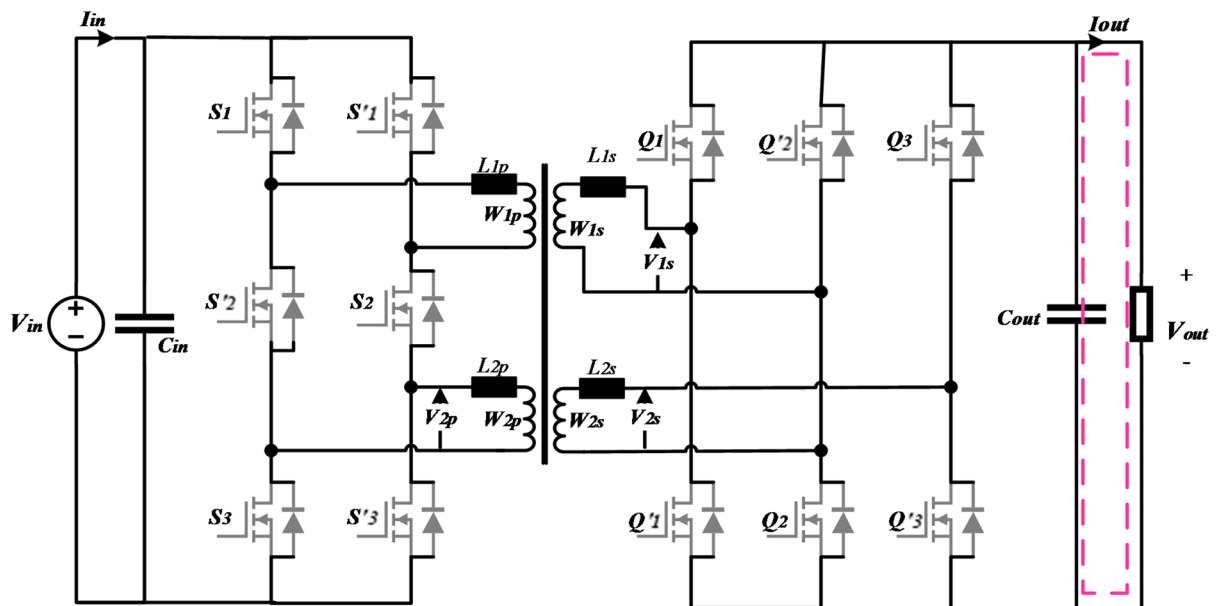 Iin
Iout
S1
S'1
Q1
Q'2
Q3
L1p
L1s
W1p
W1s
V1s
S'2
S2
Vin
+
−
Cin
Cout
+
Vout
-
L2p
L2s
V2p
W2p
W2s
V2s
S3
S'3
Q'1
Q2
Q'3